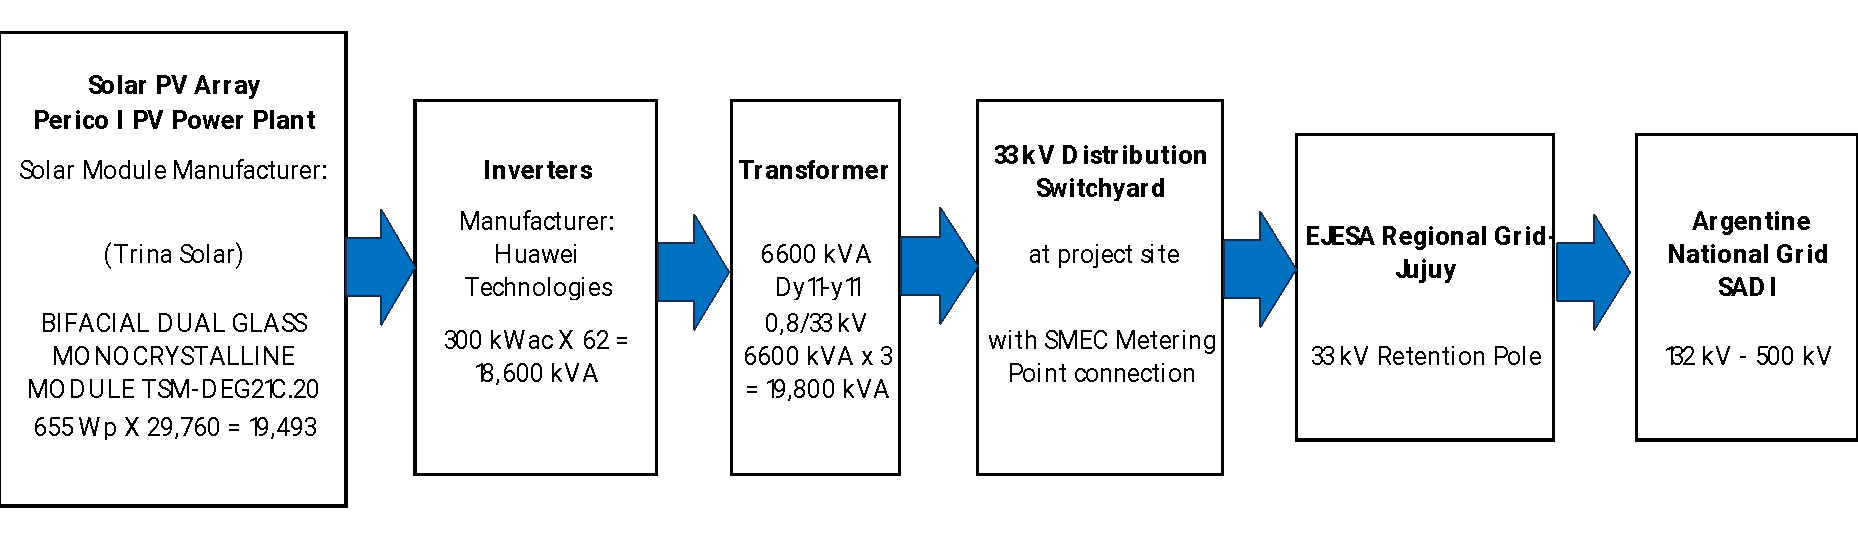 Solar PV Array
Perico I PV Power Plant
Solar Module Manufacturer:
(Trina Solar)
BIFACIAL DUAL GLASS
MONOCRYSTALLINE
MODULE TSM-DEG21C.20
655 Wp X 29,760 = 19,493
Inverters
Manufacturer:
Huawei
Technologies
300 kWac X 62 =
18,600 kVA
Transformer
6600 kVA
Dy11-y11
0,8/33 kV
6600 kVA x 3
= 19,800 kVA
33 kV Distribution
Switchyard
at project site
with SMEC Metering
Point connection
EJESA Regional Grid-
Jujuy
33 kV Retention Pole
Argentine
National Grid
SADI
132 kV - 500 kV